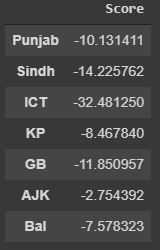 Score
Punjab -10.131411
Sindh -14.225762
ICT -32.481250
KP -8.467840
GB -11.850957
AJK -2.754392
Bal -7.578323